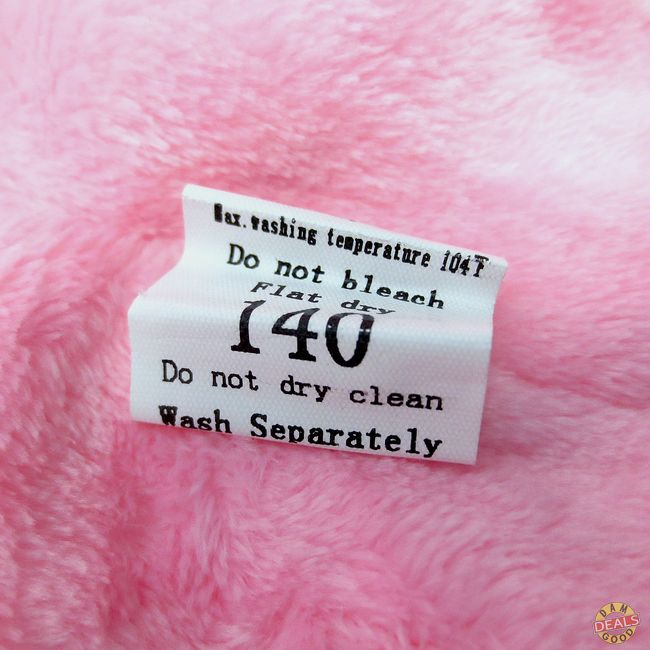 Max.washing temperature 104F
Do not bleach
Flat dry
140
Do not dry clean
Wash Separately
DAM
DEALS
GOOD